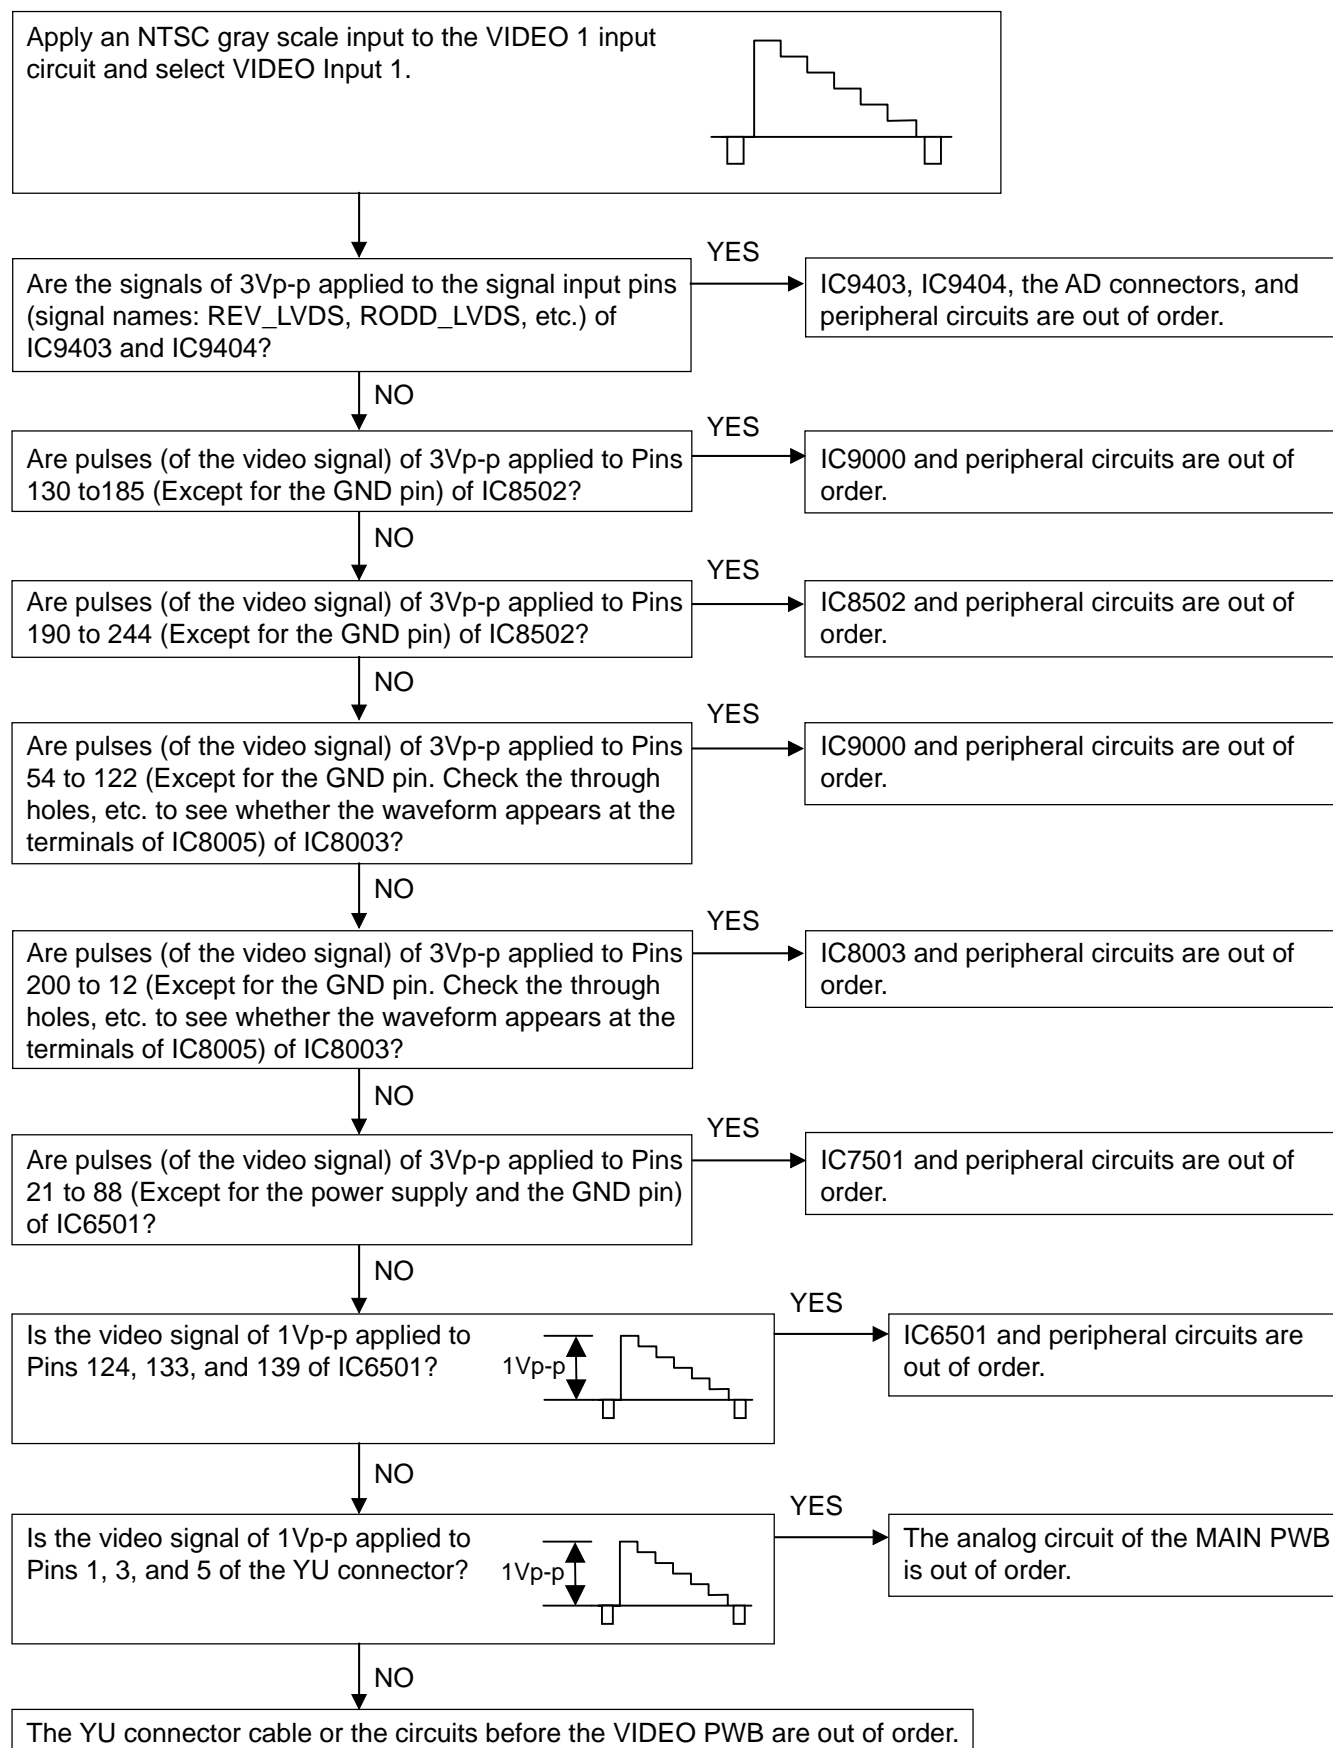 Apply an NTSC gray scale input to the VIDEO 1 input
circuit and select VIDEO Input 1.
Are the signals of 3Vp-p applied to the signal input pins
(signal names: REV_LVDS, RODD_LVDS, etc.) of
IC9403 and IC9404?
YES
IC9403, IC9404, the AD connectors, and
peripheral circuits are out of order.
NO
Are pulses (of the video signal) of 3Vp-p applied to Pins
130 to185 (Except for the GND pin) of IC8502?
YES
IC9000 and peripheral circuits are out of
order.
NO
Are pulses (of the video signal) of 3Vp-p applied to Pins
190 to 244 (Except for the GND pin) of IC8502?
YES
IC8502 and peripheral circuits are out of
order.
NO
Are pulses (of the video signal) of 3Vp-p applied to Pins
54 to 122 (Except for the GND pin. Check the through
holes, etc. to see whether the waveform appears at the
terminals of IC8005) of IC8003?
YES
IC9000 and peripheral circuits are out of
order.
NO
Are pulses (of the video signal) of 3Vp-p applied to Pins
200 to 12 (Except for the GND pin. Check the through
holes, etc. to see whether the waveform appears at the
terminals of IC8005) of IC8003?
YES
IC8003 and peripheral circuits are out of
order.
NO
Are pulses (of the video signal) of 3Vp-p applied to Pins
21 to 88 (Except for the power supply and the GND pin)
of IC6501?
YES
IC7501 and peripheral circuits are out of
order.
NO
Is the video signal of 1Vp-p applied to
Pins 124, 133, and 139 of IC6501?
1Vp-p
YES
IC6501 and peripheral circuits are
out of order.
NO
Is the video signal of 1Vp-p applied to
Pins 1, 3, and 5 of the YU connector?
1Vp-p
YES
The analog circuit of the MAIN PWB
is out of order.
NO
The YU connector cable or the circuits before the VIDEO PWB are out of order.